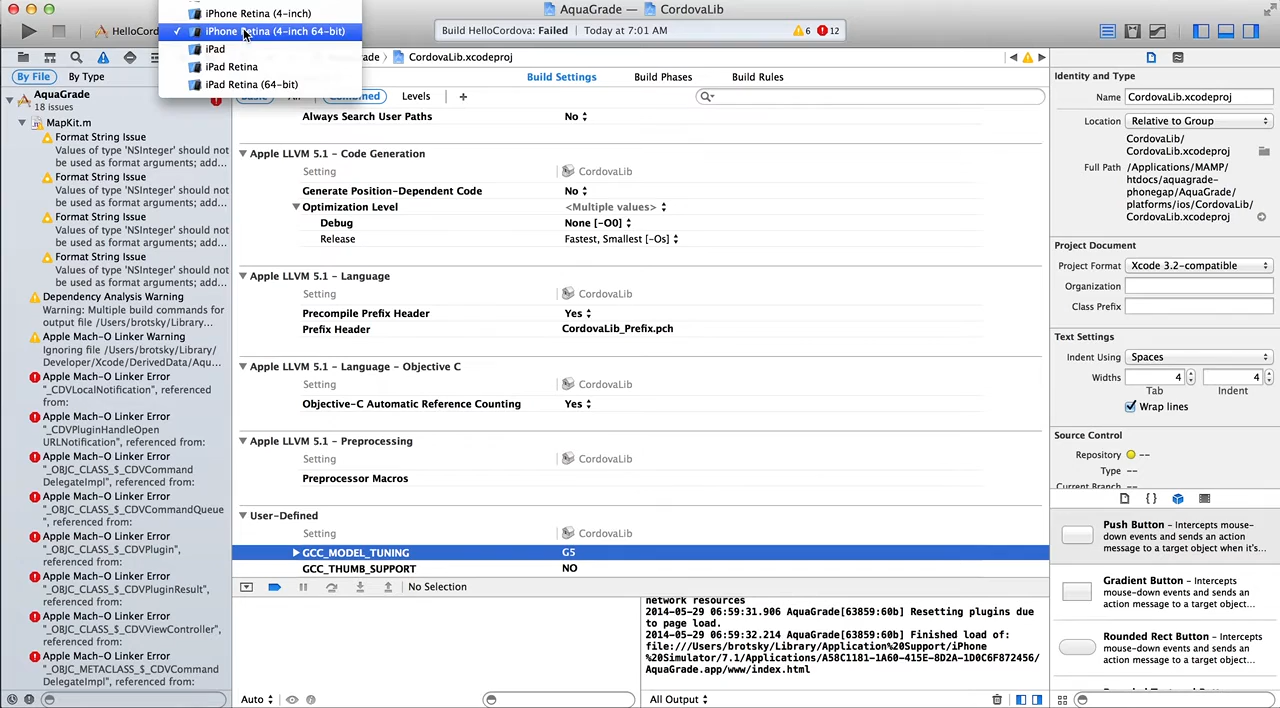 iPhone Retina (4-inch)
✓ iPhone Retina (4-inch 64-bit)
iPad
iPad Retina
iPad Retina (64-bit)
AquaGrade — CordovaLib
HelloCord
Build HelloCordova: Failed | Today at 7:01 AM
6 12
CordovaLib.xcodeproj
By File By Type
Build Settings Build Phases Build Rules
Basic All Combined Levels +
AquaGrade
18 issues
MapKit.m
Format String Issue
Values of type 'NSInteger' should not
be used as format arguments; add...
Format String Issue
Values of type 'NSInteger' should not
be used as format arguments; add...
Format String Issue
Values of type 'NSInteger' should not
be used as format arguments; add...
Format String Issue
Values of type 'NSInteger' should not
be used as format arguments; add...
Dependency Analysis Warning
Warning: Multiple build commands for
output file /Users/brotsky/Library...
Apple Mach-O Linker Warning
Ignoring file /Users/brotsky/Library/
Developer/Xcode/DerivedData/Aqu...
Apple Mach-O Linker Error
"_CDVLocalNotification", referenced
from:
Apple Mach-O Linker Error
"_CDVPluginHandleOpen
URLNotification", referenced from:
Apple Mach-O Linker Error
"_OBJC_CLASS_$_CDVCommand
DelegateImpl", referenced from:
Apple Mach-O Linker Error
"_OBJC_CLASS_$_CDVCommandQueue
", referenced from:
Apple Mach-O Linker Error
"_OBJC_CLASS_$_CDVPlugin",
referenced from:
Apple Mach-O Linker Error
"_OBJC_CLASS_$_CDVPluginResult",
referenced from:
Apple Mach-O Linker Error
"_OBJC_CLASS_$_CDVViewController",
referenced from:
Apple Mach-O Linker Error
"_OBJC_METACLASS_$_CDVCommand
DelegateImpl", referenced from:
Always Search User Paths No
Apple LLVM 5.1 - Code Generation
Setting CordovaLib
Generate Position-Dependent Code No
Optimization Level <Multiple values>
Debug None [-O0]
Release Fastest, Smallest [-Os]
Apple LLVM 5.1 - Language
Setting CordovaLib
Precompile Prefix Header Yes
Prefix Header CordovaLib_Prefix.pch
Apple LLVM 5.1 - Language - Objective C
Setting CordovaLib
Objective-C Automatic Reference Counting Yes
Apple LLVM 5.1 - Preprocessing
Setting CordovaLib
Preprocessor Macros
User-Defined
Setting CordovaLib
GCC_MODEL_TUNING G5
GCC_THUMB_SUPPORT NO
No Selection
network resources
2014-05-29 06:59:31.906 AquaGrade[63859:60b] Resetting plugins due
to page load.
2014-05-29 06:59:32.214 AquaGrade[63859:60b] Finished load of:
file:///Users/brotsky/Library/Application%20Support/iPhone
%20Simulator/7.1/Applications/A58C1181-1A60-415E-8D2A-1D0C6F872456/
AquaGrade.app/www/index.html
Auto
All Output
Identity and Type
Name CordovaLib.xcodeproj
Location Relative to Group
CordovaLib/
CordovaLib.xcodeproj
Full Path /Applications/MAMP/
htdocs/aquagrade-
phonegap/AquaGrade/
platforms/ios/CordovaLib/
CordovaLib.xcodeproj
Project Document
Project Format Xcode 3.2-compatible
Organization
Class Prefix
Text Settings
Indent Using Spaces
Widths 4 4
Tab Indent
Wrap lines
Source Control
Repository --
Type --
Current Branch --
Push Button - Intercepts mouse-
down events and sends an action
message to a target object when it's...
Gradient Button - Intercepts
mouse-down events and sends an
action message to a target object...
Rounded Rect Button - Intercepts
mouse-down events and sends an
action message to a target object...